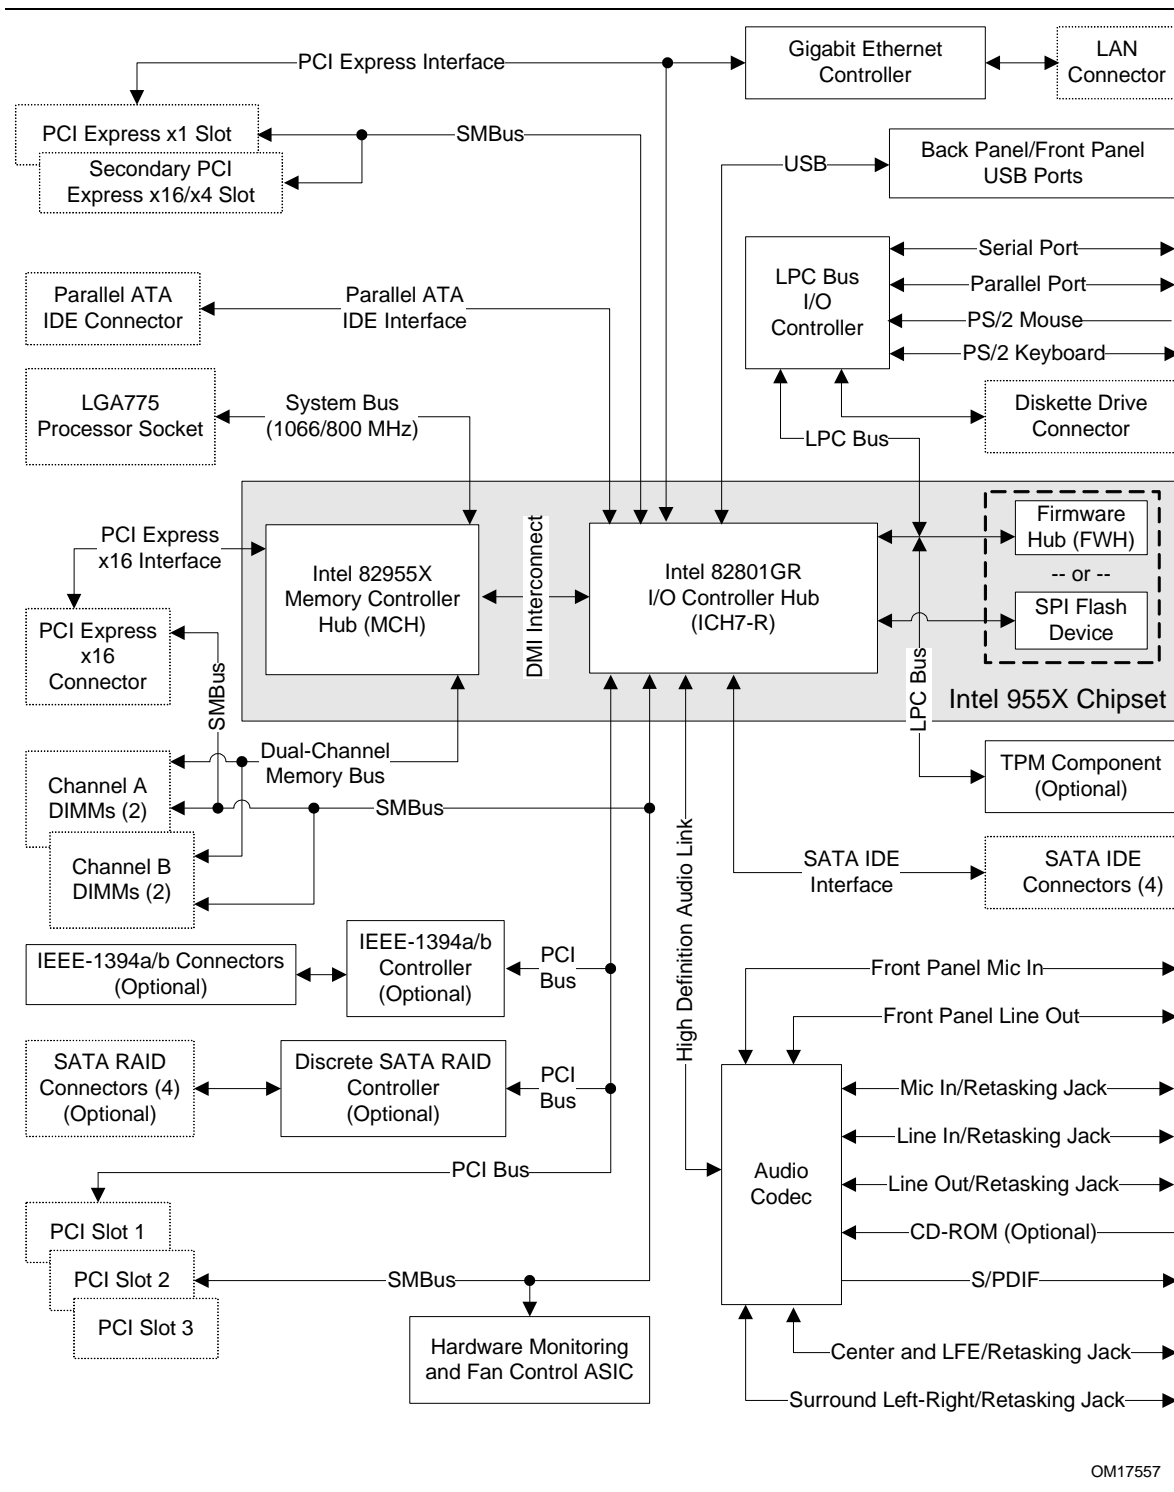 Gigabit Ethernet
Controller
LAN
Connector
PCI Express Interface
PCI Express x1 Slot
SMBus
Secondary PCI
Express x16/x4 Slot
USB
Back Panel/Front Panel
USB Ports
LPC Bus
I/O
Controller
Serial Port
Parallel Port
PS/2 Mouse
PS/2 Keyboard
Parallel ATA
IDE Connector
Parallel ATA
IDE Interface
LGA775
Processor Socket
System Bus
(1066/800 MHz)
LPC Bus
Diskette Drive
Connector
PCI Express
x16 Interface
Intel 82955X
Memory Controller
Hub (MCH)
DMI Interconnect
Intel 82801GR
I/O Controller Hub
(ICH7-R)
Firmware
Hub (FWH)
-- or --
SPI Flash
Device
PCI Express
x16
Connector
SMBus
LPC Bus
Intel 955X Chipset
Dual-Channel
Memory Bus
Channel A
DIMMs (2)
SMBus
TPM Component
(Optional)
Channel B
DIMMs (2)
High Definition Audio Link
SATA IDE
Interface
SATA IDE
Connectors (4)
IEEE-1394a/b Connectors
(Optional)
IEEE-1394a/b
Controller
(Optional)
PCI
Bus
SATA RAID
Connectors (4)
(Optional)
Discrete SATA RAID
Controller
(Optional)
PCI
Bus
Front Panel Mic In
Front Panel Line Out
Audio
Codec
Mic In/Retasking Jack
Line In/Retasking Jack
Line Out/Retasking Jack
CD-ROM (Optional)
S/PDIF
Center and LFE/Retasking Jack
Surround Left-Right/Retasking Jack
PCI Bus
PCI Slot 1
PCI Slot 2
PCI Slot 3
SMBus
Hardware Monitoring
and Fan Control ASIC
OM17557